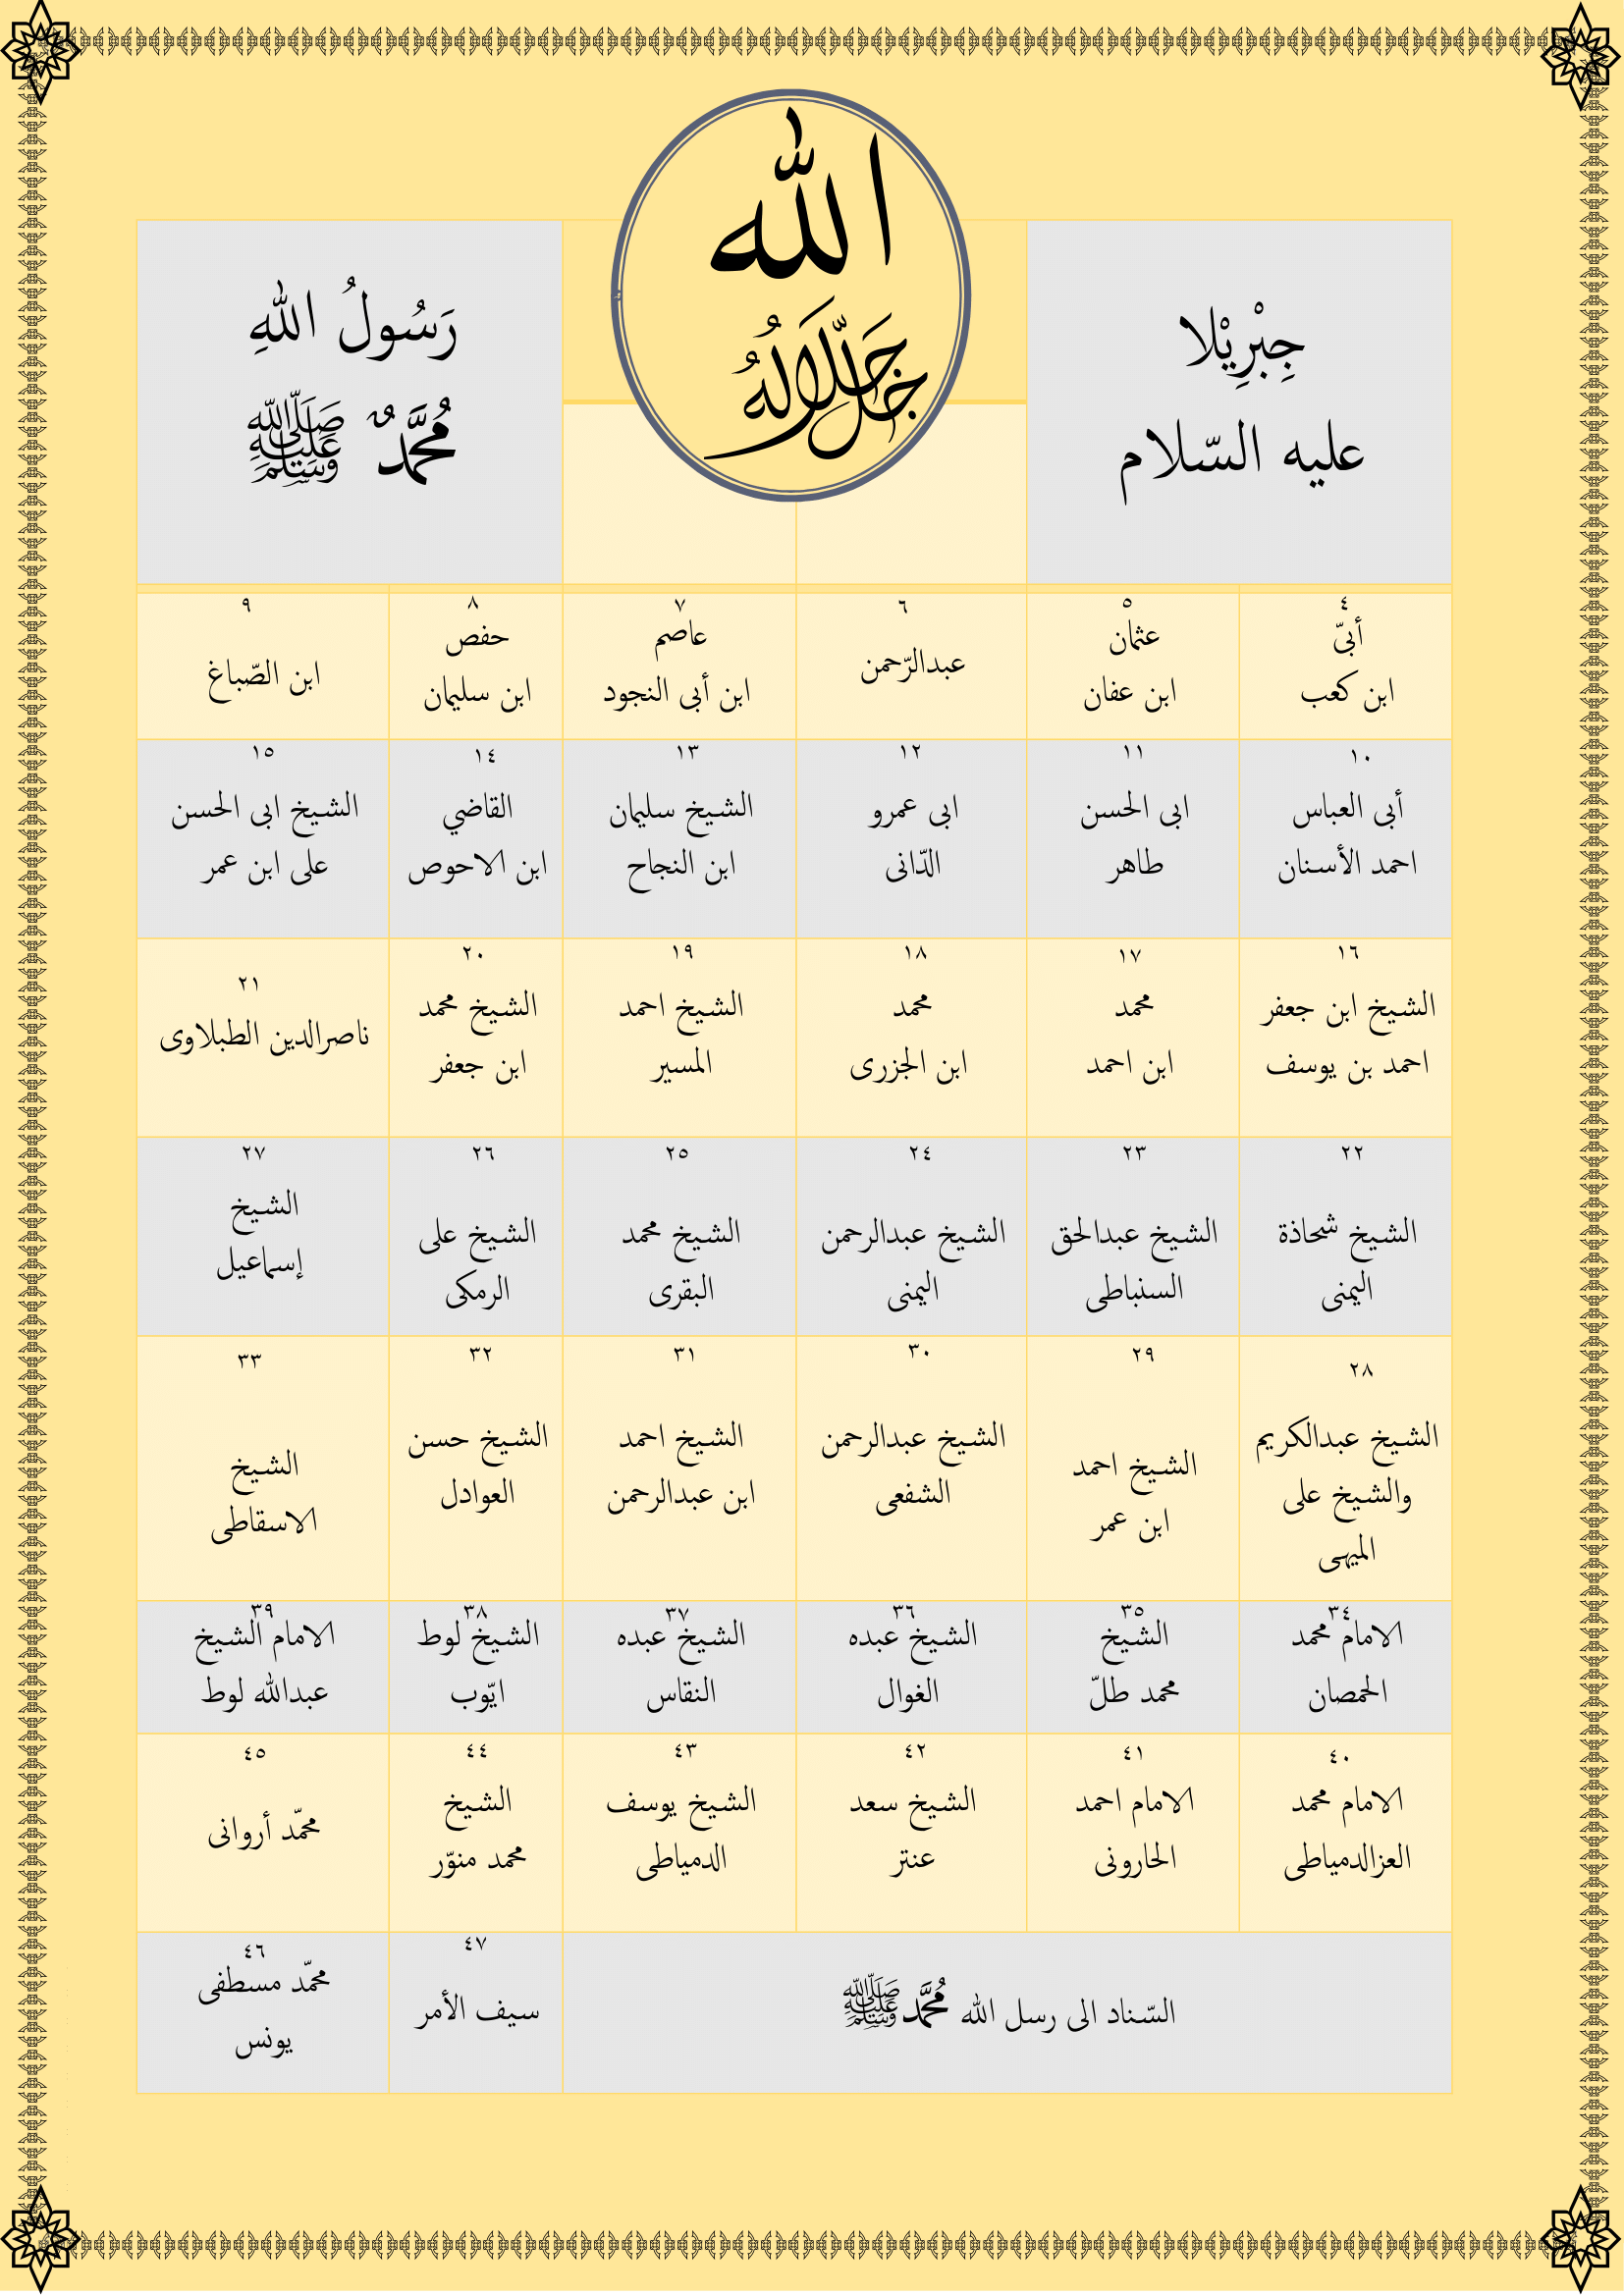 الله
جَلَّ جَلَالُهُ
جِبْرِيْلا
عليه السّلام
رَسُولُ اللهِ
مُحَمَّدٌ ﷺ
٤
أبىّ
ابن كعب
٥
عثمان
ابن عفان
٦
عبدالرّحمن
٧
عاصم
ابن أبى النجود
٨
حفص
ابن سليمان
٩
ابن الصّباغ
١٠
أبى العباس
احمد الأسنان
١١
ابى الحسن
طاهر
١٢
ابى عمرو
الدّانى
١٣
الشيخ سليمان
ابن النجاح
١٤
القاضي
ابن الاحوص
١٥
الشيخ ابى الحسن
على ابن عمر
١٦
الشيخ ابن جعفر
احمد بن يوسف
١٧
محمد
ابن احمد
١٨
محمد
ابن الجزرى
١٩
الشيخ احمد
المسير
٢٠
الشيخ محمد
ابن جعفر
٢١
ناصرالدين الطبلاوى
٢٢
الشيخ شحاذة
اليمنى
٢٣
الشيخ عبدالحق
السنباطى
٢٤
الشيخ عبدالرحمن
اليمنى
٢٥
الشيخ محمد
البقرى
٢٦
الشيخ على
الرمكى
٢٧
الشيخ
إسماعيل
٢٨
الشيخ عبدالكريم
والشيخ على
الميهى
٢٩
الشيخ احمد
ابن عمر
٣٠
الشيخ عبدالرحمن
الشفعى
٣١
الشيخ احمد
ابن عبدالرحمن
٣٢
الشيخ حسن
العوادل
٣٣
الشيخ
الاسقاطى
٣٤
الامام محمد
الحمصان
٣٥
الشيخ
محمد طلّ
٣٦
الشيخ عبده
الغوال
٣٧
الشيخ عبده
النقاس
٣٨
الشيخ لوط
ايّوب
٣٩
الامام الشيخ
عبدالله لوط
٤٠
الامام محمد
العزالدمياطى
٤١
الامام احمد
الحارونى
٤٢
الشيخ سعد
عنتر
٤٣
الشيخ يوسف
الدمياطى
٤٤
الشيخ
محمد منوّر
٤٥
محمّد أروانى
السّناد الى رسل الله مُحَمَّد ﷺ
٤٧
سيف الأمر
٤٦
محمّد مسطفى
يونس